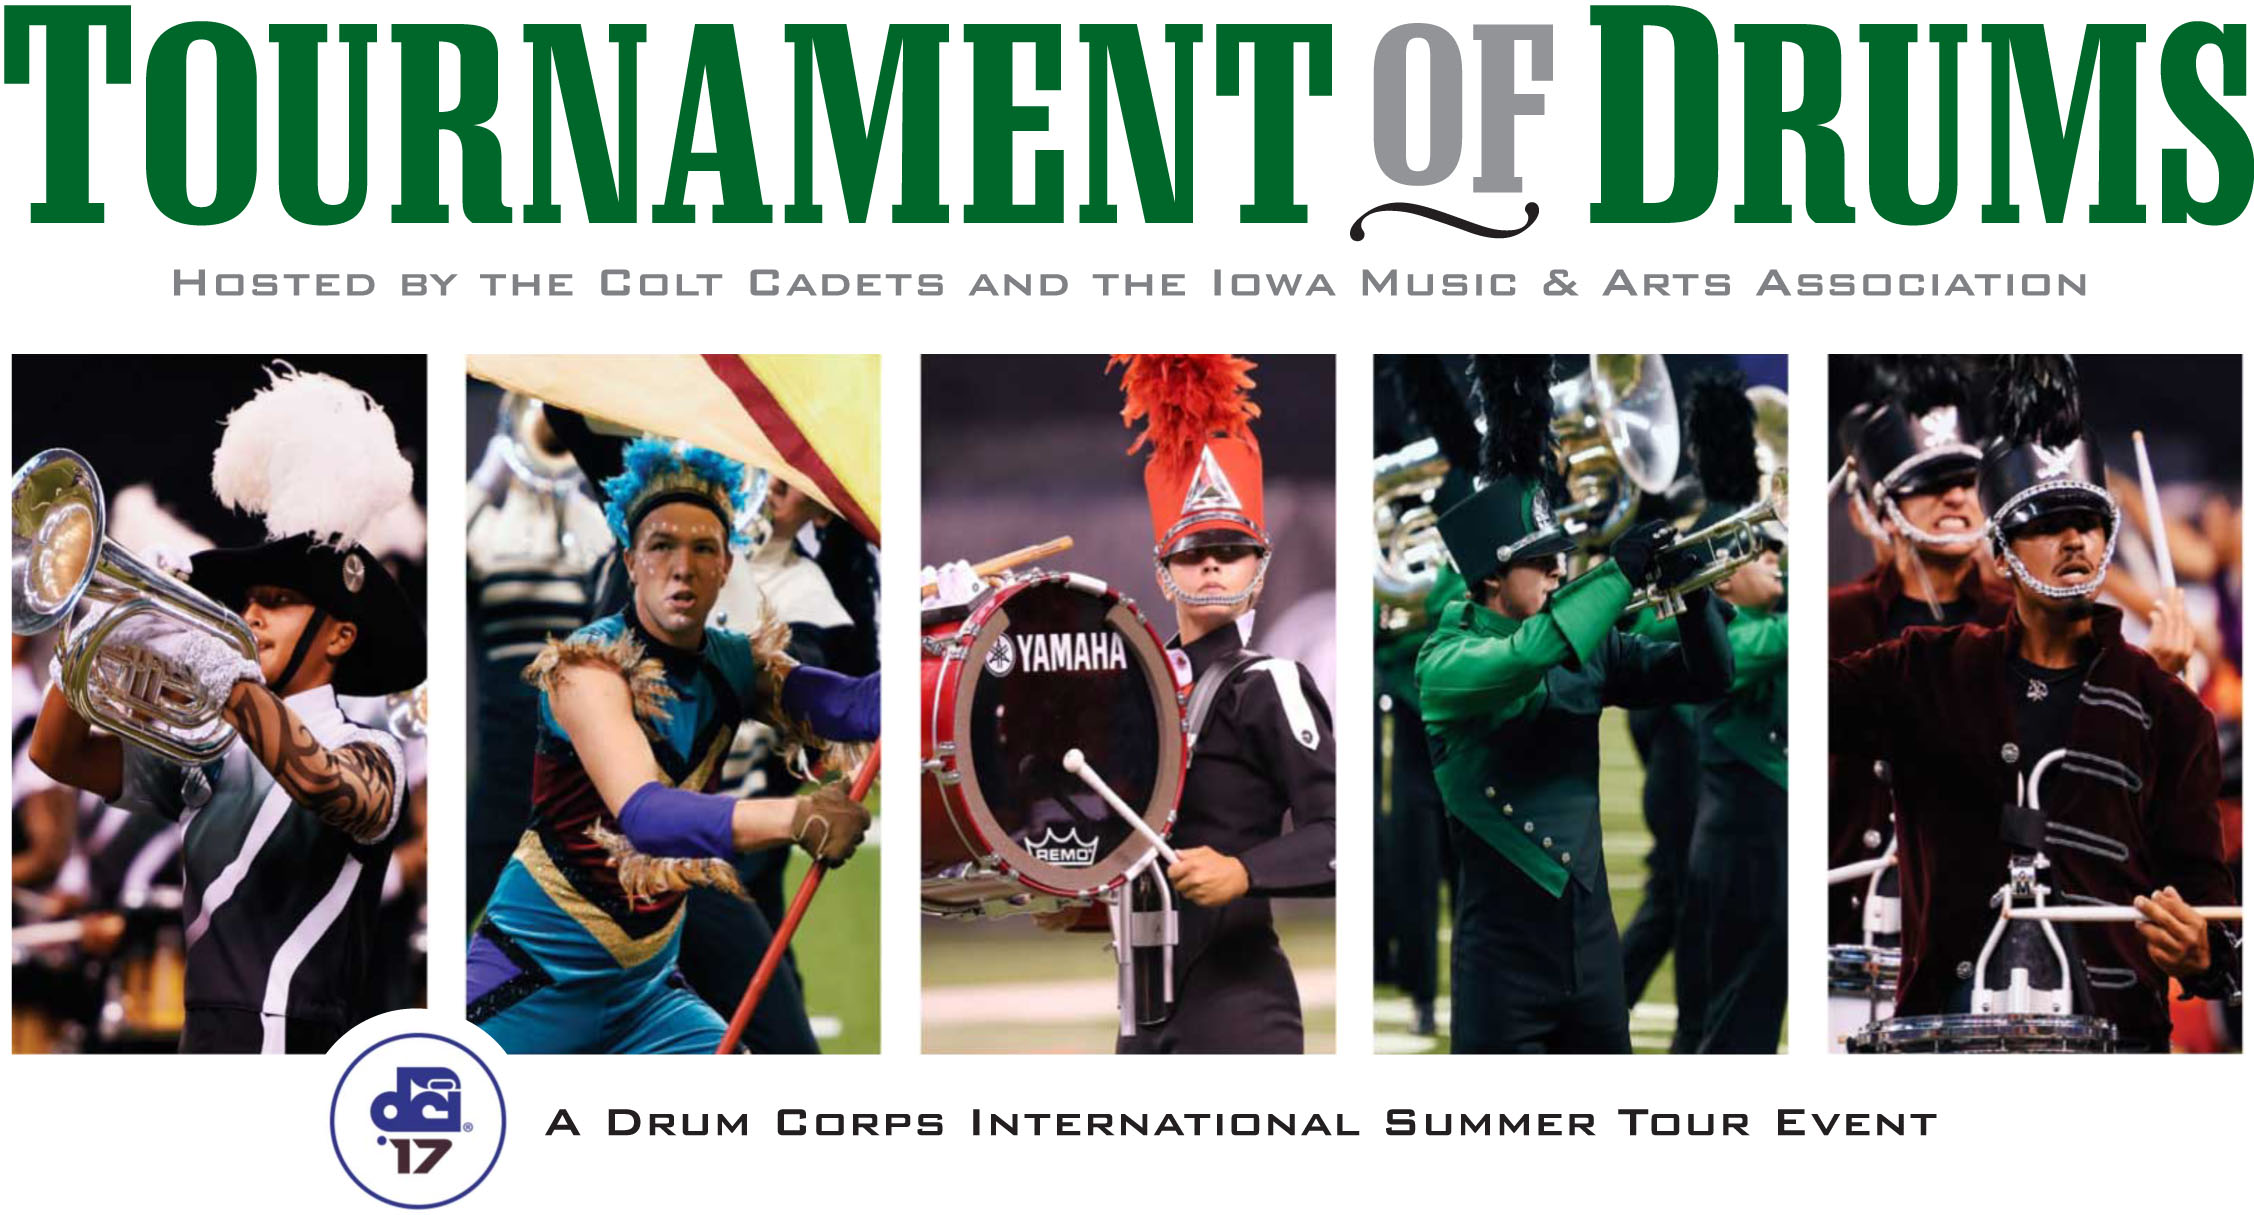 TOURNAMENT OF DRUMS
HOSTED BY THE COLT CADETS AND THE IOWA MUSIC & ARTS ASSOCIATION
YAMAHA
REMO
dci®
'17
A DRUM CORPS INTERNATIONAL SUMMER TOUR EVENT